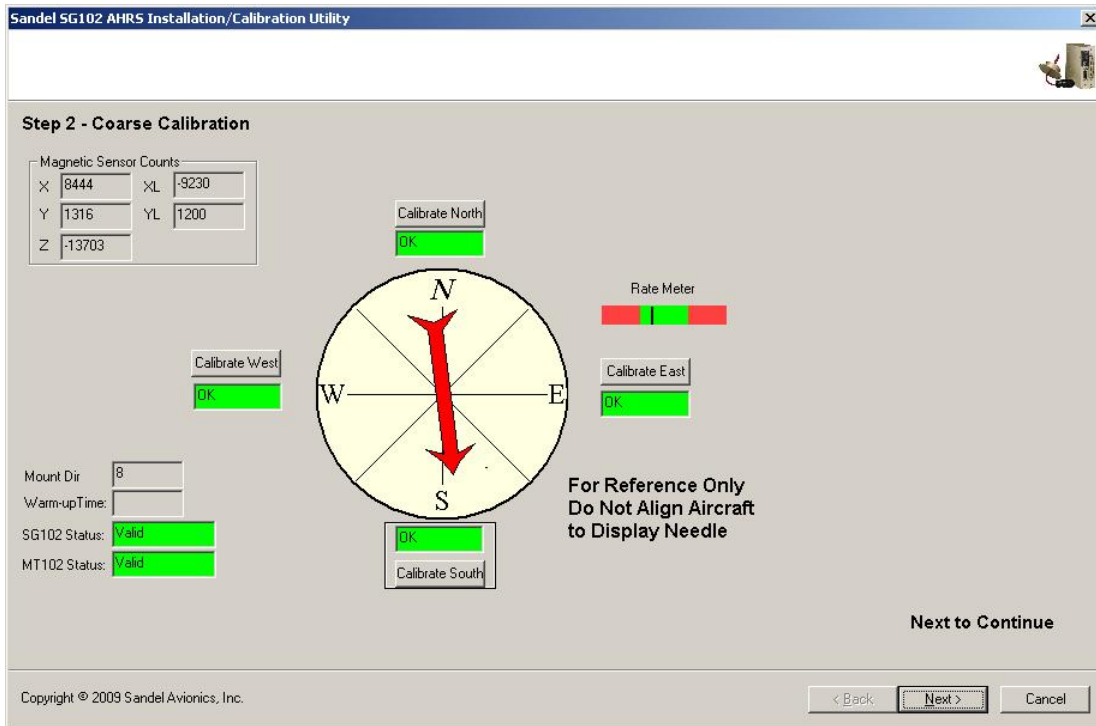 Sandel SG102 AHRS Installation/Calibration Utility
Step 2 - Coarse Calibration
Magnetic Sensor Counts
X 8444 XL -9230
Y 1316 YL 1200
Z -13703
Calibrate North
OK
Rate Meter
Calibrate West
OK
Calibrate East
OK
N
W
E
S
Mount Dir 8
Warm-upTime:
SG102 Status: Valid
MT102 Status: Valid
For Reference Only
Do Not Align Aircraft
to Display Needle
OK
Calibrate South
Next to Continue
Copyright © 2009 Sandel Avionics, Inc.
< Back
Next >
Cancel